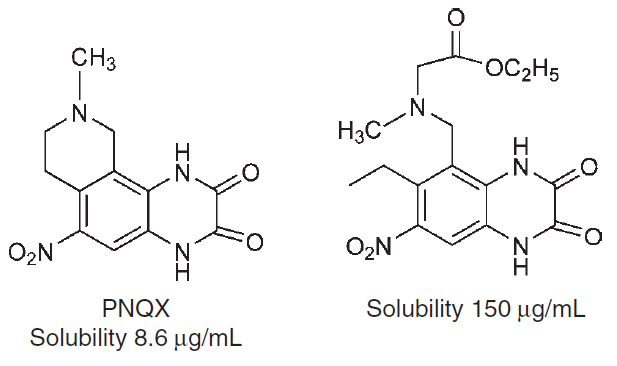 CH₃
N
H
N
O
O
N
H
O₂N
PNQX
Solubility 8.6 µg/mL
O
OC₂H₅
N
H₃C
H
N
O
O
N
H
O₂N
Solubility 150 µg/mL